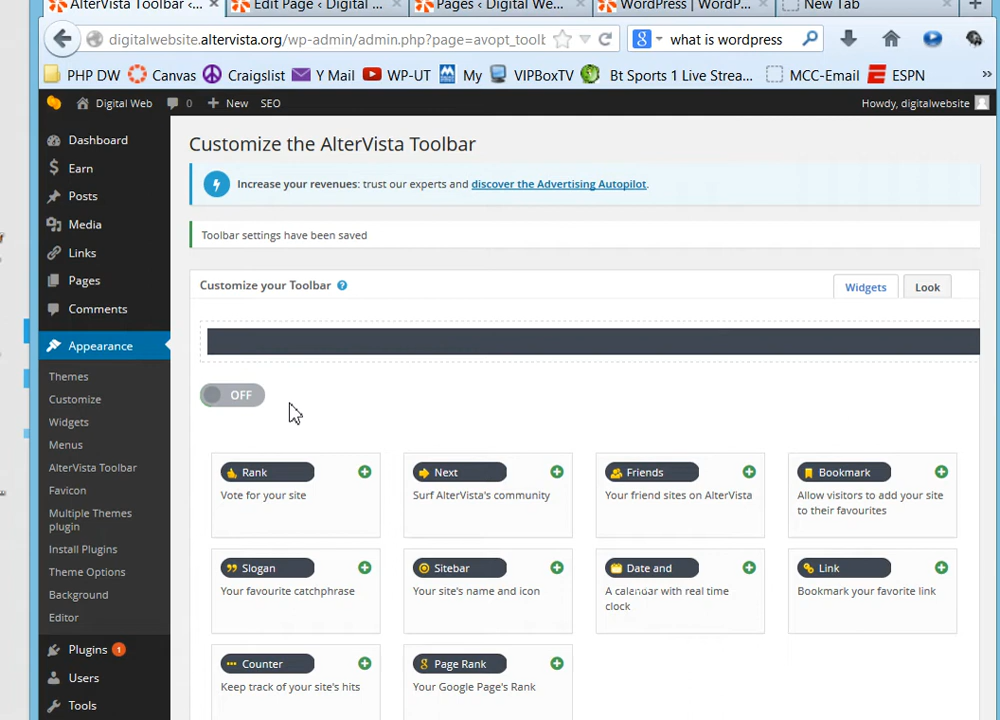 AlterVista Toolbar <...
Edit Page < Digital ...
Pages < Digital We...
WordPress | WordP...
New Tab
digitalwebsite.altervista.org/wp-admin/admin.php?page=avopt_toolb
what is wordpress
PHP DW
Canvas
Craigslist
Y Mail
WP-UT
My
VIPBoxTV
Bt Sports 1 Live Strea...
MCC-Email
ESPN
Digital Web
0
+ New
SEO
Howdy, digitalwebsite
Dashboard
Earn
Posts
Media
Links
Pages
Comments
Appearance
Themes
Customize
Widgets
Menus
AlterVista Toolbar
Favicon
Multiple Themes
plugin
Install Plugins
Theme Options
Background
Editor
Plugins 1
Users
Tools
Customize the AlterVista Toolbar
Increase your revenues: trust our experts and discover the Advertising Autopilot.
Toolbar settings have been saved
Customize your Toolbar ?
Widgets
Look
OFF
Rank
Vote for your site
Next
Surf AlterVista's community
Friends
Your friend sites on AlterVista
Bookmark
Allow visitors to add your site
to their favourites
Slogan
Your favourite catchphrase
Sitebar
Your site's name and icon
Date and
A calendar with real time
clock
Link
Bookmark your favorite link
Counter
Keep track of your site's hits
Page Rank
Your Google Page's Rank